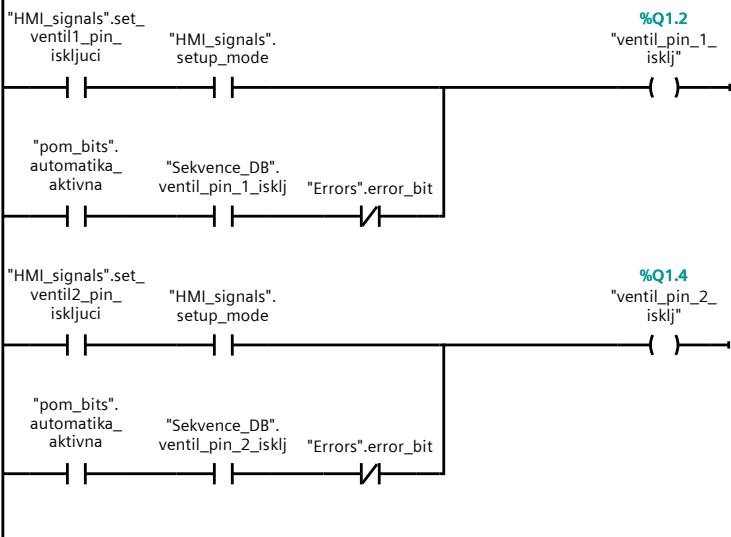 "HMI_signals".set_
ventil1_pin_
iskljuci
"HMI_signals".
setup_mode
%Q1.2
"ventil_pin_1_
isklj"
"pom_bits".
automatika_
aktivna
"Sekvence_DB".
ventil_pin_1_isklj
"Errors".error_bit
"HMI_signals".set_
ventil2_pin_
iskljuci
"HMI_signals".
setup_mode
%Q1.4
"ventil_pin_2_
isklj"
"pom_bits".
automatika_
aktivna
"Sekvence_DB".
ventil_pin_2_isklj
"Errors".error_bit